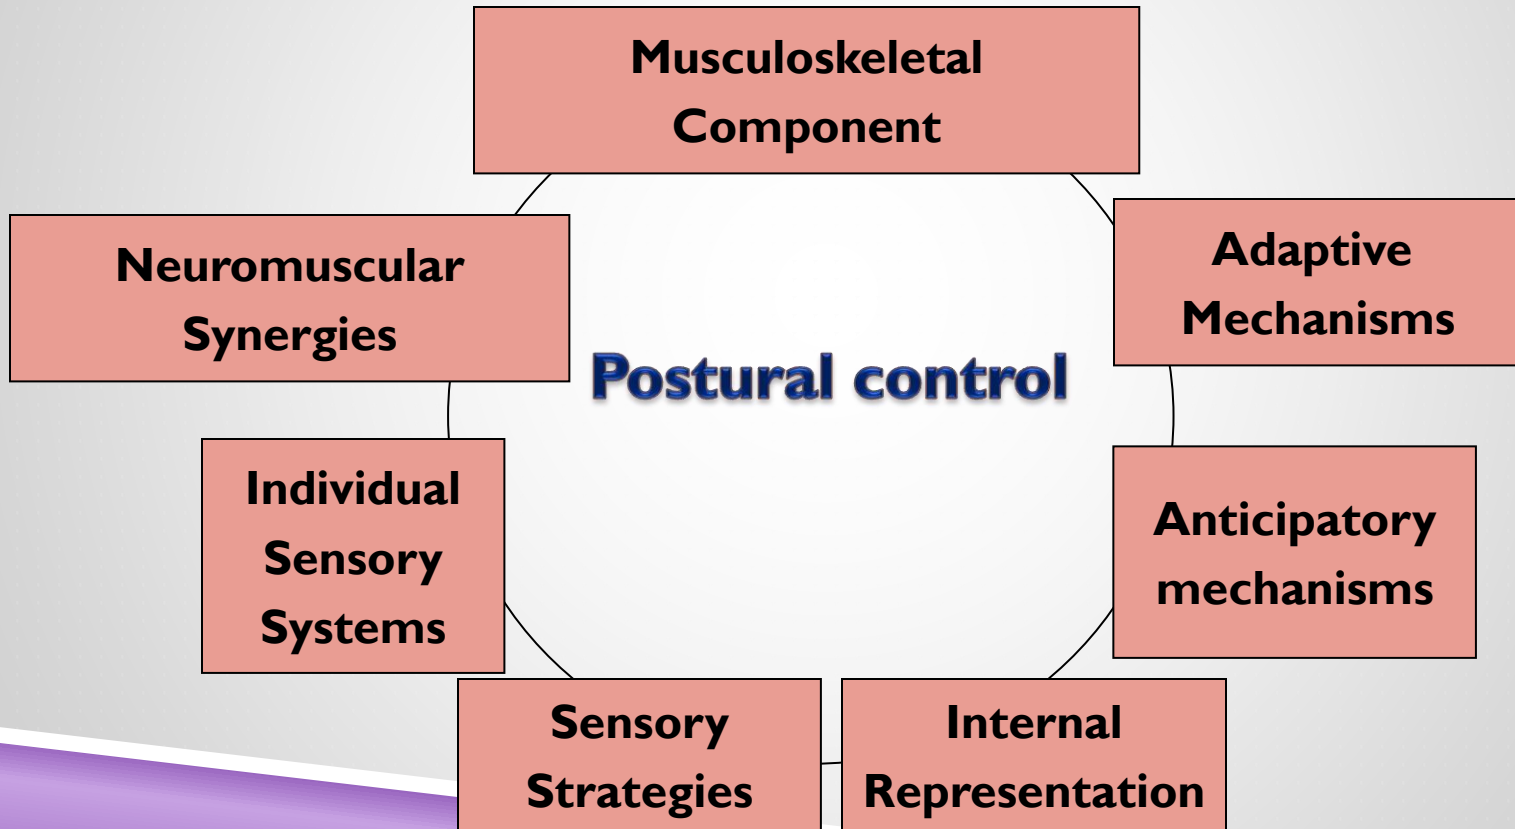 Musculoskeletal
Component
Neuromuscular
Synergies
Adaptive
Mechanisms
Postural control
Individual
Sensory
Systems
Anticipatory
mechanisms
Sensory
Strategies
Internal
Representation